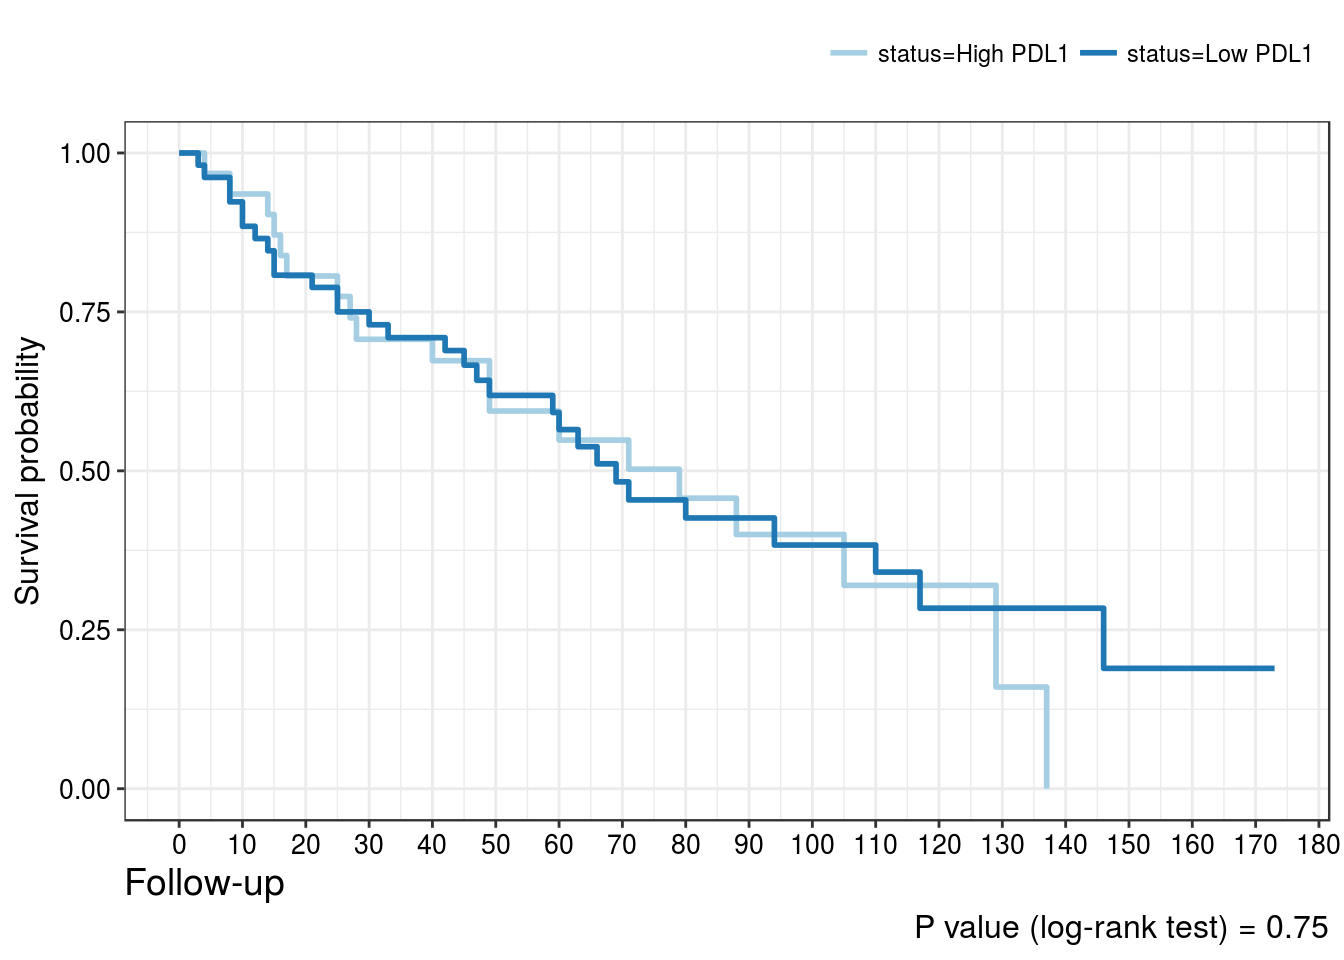 status=High PDL1 status=Low PDL1
Survival probability
1.00
0.75
0.50
0.25
0.00
0 10 20 30 40 50 60 70 80 90 100 110 120 130 140 150 160 170 180
Follow-up
P value (log-rank test) = 0.75